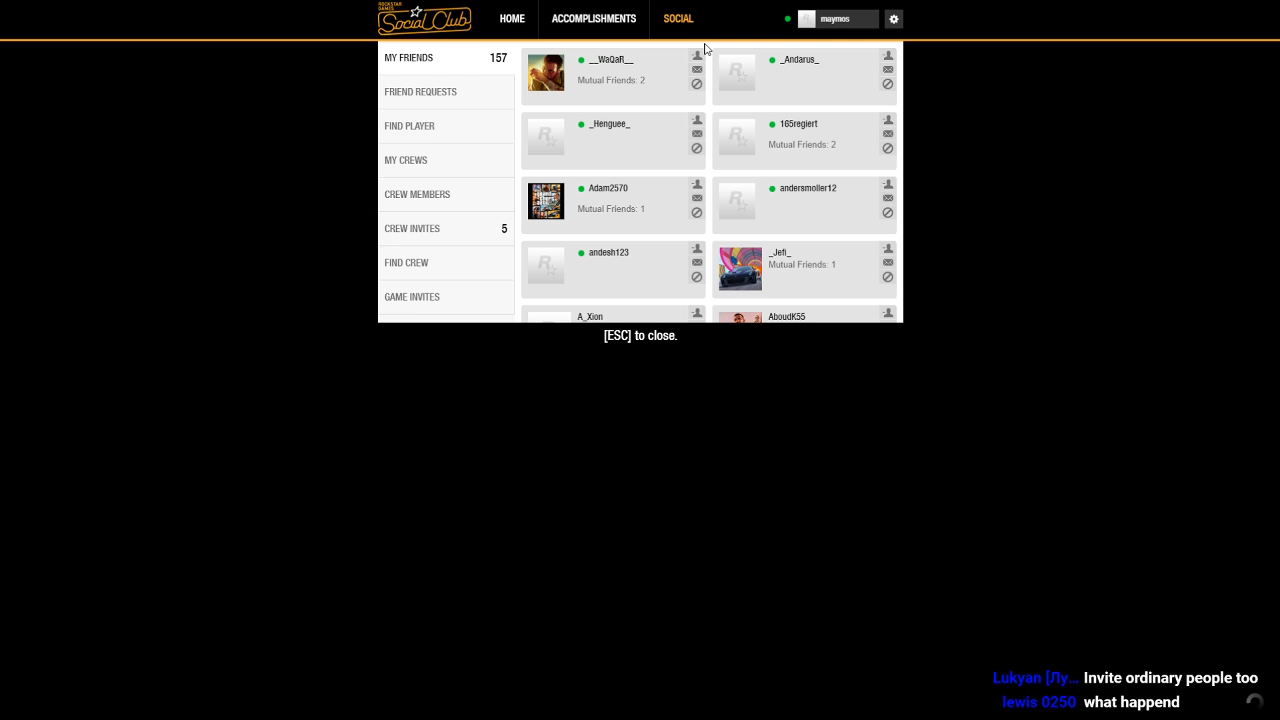 ROCKSTAR GAMES
Social Club
HOME
ACCOMPLISHMENTS
SOCIAL
maymos
MY FRIENDS 157
FRIEND REQUESTS
FIND PLAYER
MY CREWS
CREW MEMBERS
CREW INVITES 5
FIND CREW
GAME INVITES
__WaQaR__
Mutual Friends: 2
_Andarus_
_Henguee_
165regiert
Mutual Friends: 2
Adam2570
Mutual Friends: 1
andersmoller12
andesh123
_Jefi_
Mutual Friends: 1
A_Xion
AboudK55
[ESC] to close.
Lukyan [Лу... Invite ordinary people too
lewis 0250 what happend